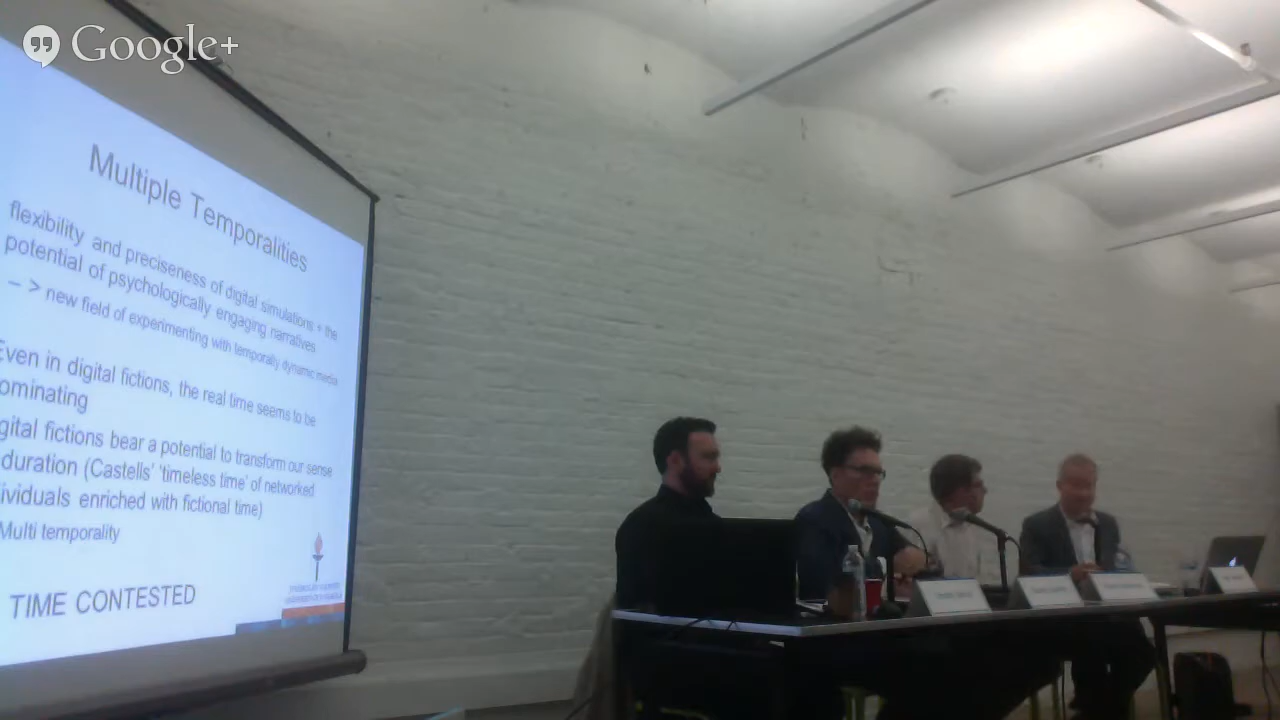 Google+
Multiple Temporalities
flexibility and preciseness of digital simulations + the
potential of psychologically engaging narratives
– > new field of experimenting with temporally dynamic media
Even in digital fictions, the real time seems to be
ominating
gital fictions bear a potential to transform our sense
duration (Castells' 'timeless time' of networked
ividuals enriched with fictional time)
Multi temporality
TIME CONTESTED